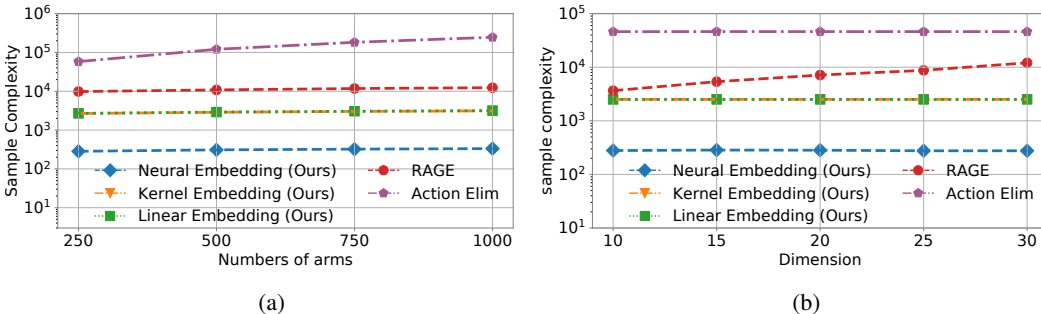 10^6
10^5
10^4
10^3
10^2
10^1
Sample Complexity
Neural Embedding (Ours)
Kernel Embedding (Ours)
Linear Embedding (Ours)
RAGE
Action Elim
250
500
750
1000
Numbers of arms
(a)
10^5
10^4
10^3
10^2
10^1
sample complexity
Neural Embedding (Ours)
Kernel Embedding (Ours)
Linear Embedding (Ours)
RAGE
Action Elim
10
15
20
25
30
Dimension
(b)